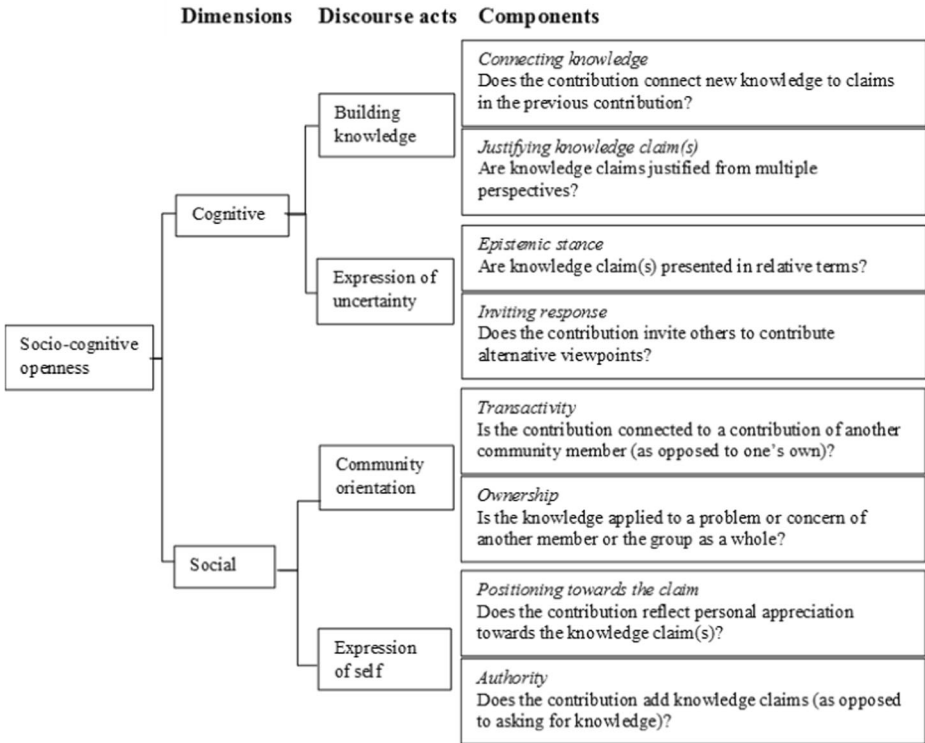 Dimensions Discourse acts Components
Socio-cognitive
openness
Cognitive
Building
knowledge
Connecting knowledge
Does the contribution connect new knowledge to claims
in the previous contribution?
Justifying knowledge claim(s)
Are knowledge claims justified from multiple
perspectives?
Expression of
uncertainty
Epistemic stance
Are knowledge claim(s) presented in relative terms?
Inviting response
Does the contribution invite others to contribute
alternative viewpoints?
Social
Community
orientation
Transactivity
Is the contribution connected to a contribution of another
community member (as opposed to one's own)?
Ownership
Is the knowledge applied to a problem or concern of
another member or the group as a whole?
Expression
of self
Positioning towards the claim
Does the contribution reflect personal appreciation
towards the knowledge claim(s)?
Authority
Does the contribution add knowledge claims (as opposed
to asking for knowledge)?